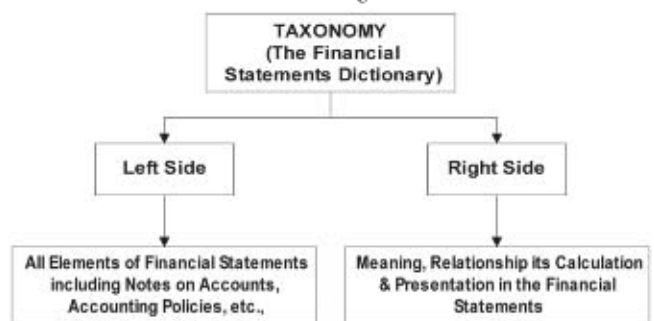 TAXONOMY
(The Financial
Statements Dictionary)
Left Side
Right Side
All Elements of Financial Statements
including Notes on Accounts,
Accounting Policies, etc.,
Meaning, Relationship its Calculation
& Presentation in the Financial
Statements